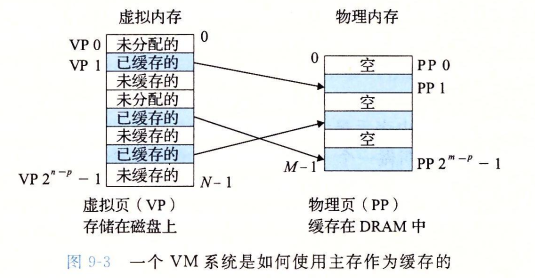 虚拟内存
物理内存
VP 0 未分配的 0
VP 1 已缓存的
未缓存的
未分配的
已缓存的
未缓存的
已缓存的
VP 2ⁿ⁻ᵖ－1 未缓存的 N－1
0 空 PP 0
PP 1
空
空
M－1 PP 2ᵐ⁻ᵖ－1
虚拟页（VP）
存储在磁盘上
物理页（PP）
缓存在 DRAM 中
图 9-3 一个 VM 系统是如何使用主存作为缓存的